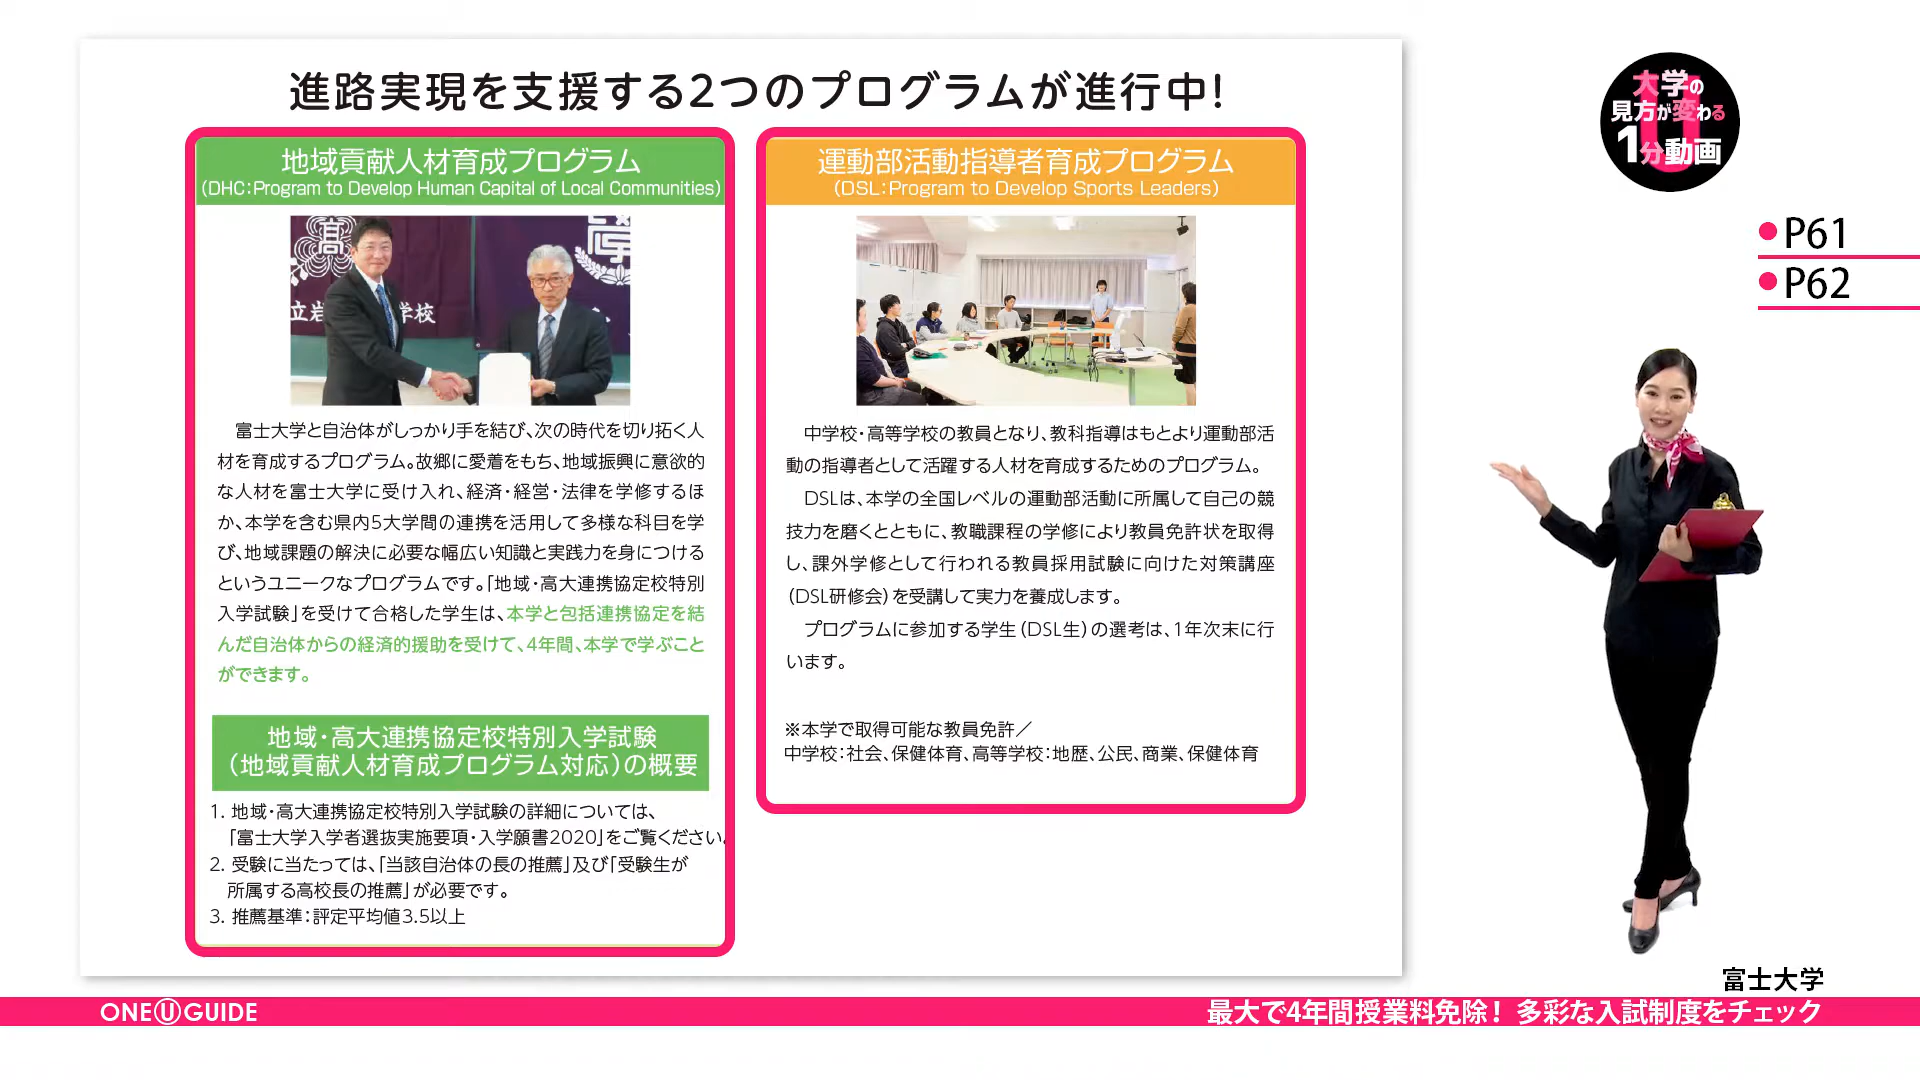 進路実現を支援する2つのプログラムが進行中!
地域貢献人材育成プログラム
(DHC:Program to Develop Human Capital of Local Communities)
高
立岩
学校
富士大学と自治体がしっかり手を結び、次の時代を切り拓く人
材を育成するプログラム。故郷に愛着をもち、地域振興に意欲的
な人材を富士大学に受け入れ、経済・経営・法律を学修するほ
か、本学を含む県内5大学間の連携を活用して多様な科目を学
び、地域課題の解決に必要な幅広い知識と実践力を身につける
というユニークなプログラムです。「地域・高大連携協定校特別
入学試験」を受けて合格した学生は、本学と包括連携協定を結
んだ自治体からの経済的援助を受けて、4年間、本学で学ぶこと
ができます。
地域・高大連携協定校特別入学試験
(地域貢献人材育成プログラム対応)の概要
1. 地域・高大連携協定校特別入学試験の詳細については、
「富士大学入学者選抜実施要項・入学願書2020」をご覧ください。
2. 受験に当たっては、「当該自治体の長の推薦」及び「受験生が
所属する高校長の推薦」が必要です。
3. 推薦基準:評定平均値3.5以上
運動部活動指導者育成プログラム
(DSL:Program to Develop Sports Leaders)
中学校・高等学校の教員となり、教科指導はもとより運動部活
動の指導者として活躍する人材を育成するためのプログラム。
DSLは、本学の全国レベルの運動部活動に所属して自己の競
技力を磨くとともに、教職課程の学修により教員免許状を取得
し、課外学修として行われる教員採用試験に向けた対策講座
(DSL研修会)を受講して実力を養成します。
プログラムに参加する学生(DSL生)の選考は、1年次末に行
います。
※本学で取得可能な教員免許/
中学校:社会、保健体育、高等学校:地歴、公民、商業、保健体育
大学の
見方が変わる
1分動画
P61
P62
富士大学
ONE U GUIDE
最大で4年間授業料免除! 多彩な入試制度をチェック